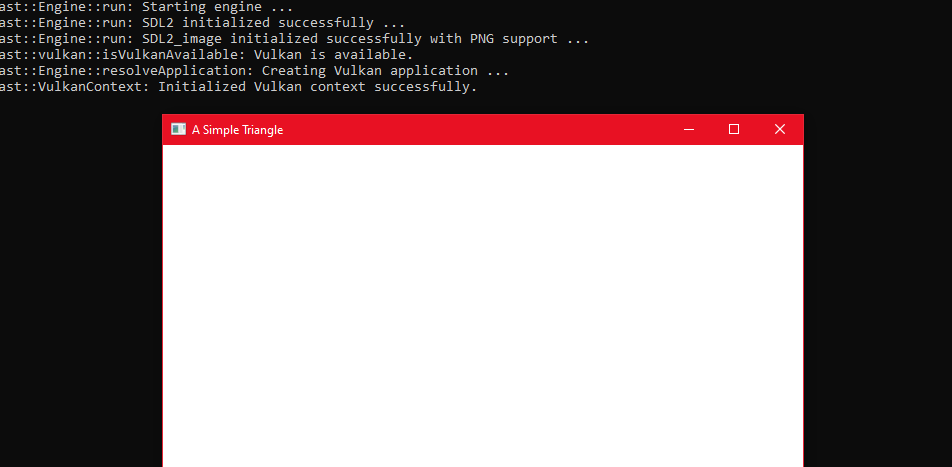 ast::Engine::run: Starting engine ...
ast::Engine::run: SDL2 initialized successfully ...
ast::Engine::run: SDL2_image initialized successfully with PNG support ...
ast::vulkan::isVulkanAvailable: Vulkan is available.
ast::Engine::resolveApplication: Creating Vulkan application ...
ast::VulkanContext: Initialized Vulkan context successfully.
A Simple Triangle